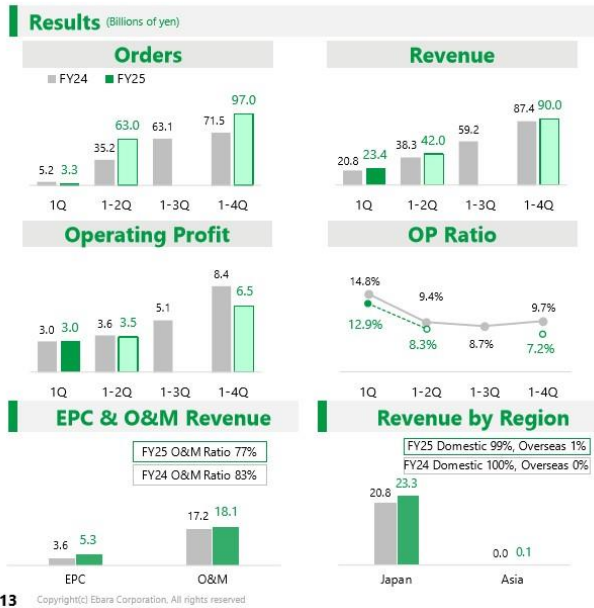 Results (Billions of yen)
Orders
FY24 FY25
5.2 3.3 35.2 63.0 63.1 71.5 97.0
1Q 1-2Q 1-3Q 1-4Q
Revenue
20.8 23.4 38.3 42.0 59.2 87.4 90.0
1Q 1-2Q 1-3Q 1-4Q
Operating Profit
3.0 3.0 3.6 3.5 5.1 8.4 6.5
1Q 1-2Q 1-3Q 1-4Q
OP Ratio
14.8% 9.4% 8.7% 9.7%
12.9% 8.3% 7.2%
1Q 1-2Q 1-3Q 1-4Q
EPC & O&M Revenue
FY25 O&M Ratio 77%
FY24 O&M Ratio 83%
3.6 5.3 17.2 18.1
EPC O&M
Revenue by Region
FY25 Domestic 99%, Overseas 1%
FY24 Domestic 100%, Overseas 0%
20.8 23.3 0.0 0.1
Japan Asia
13 Copyright(c) Ebara Corporation, All rights reserved